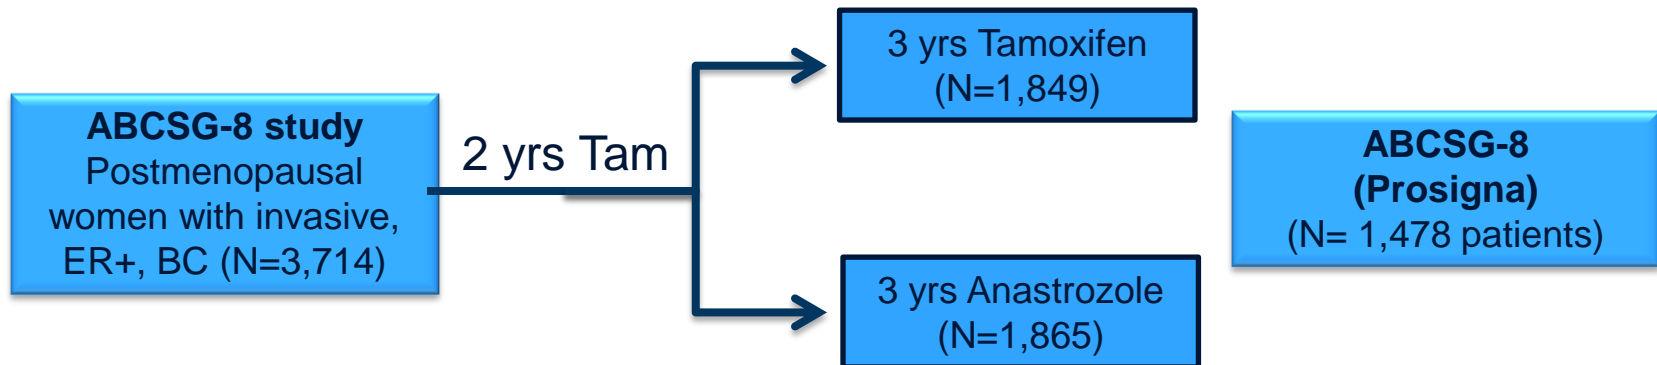 ABCSG-8 study
Postmenopausal
women with invasive,
ER+, BC (N=3,714)
2 yrs Tam
3 yrs Tamoxifen
(N=1,849)
3 yrs Anastrozole
(N=1,865)
ABCSG-8
(Prosigna)
(N= 1,478 patients)